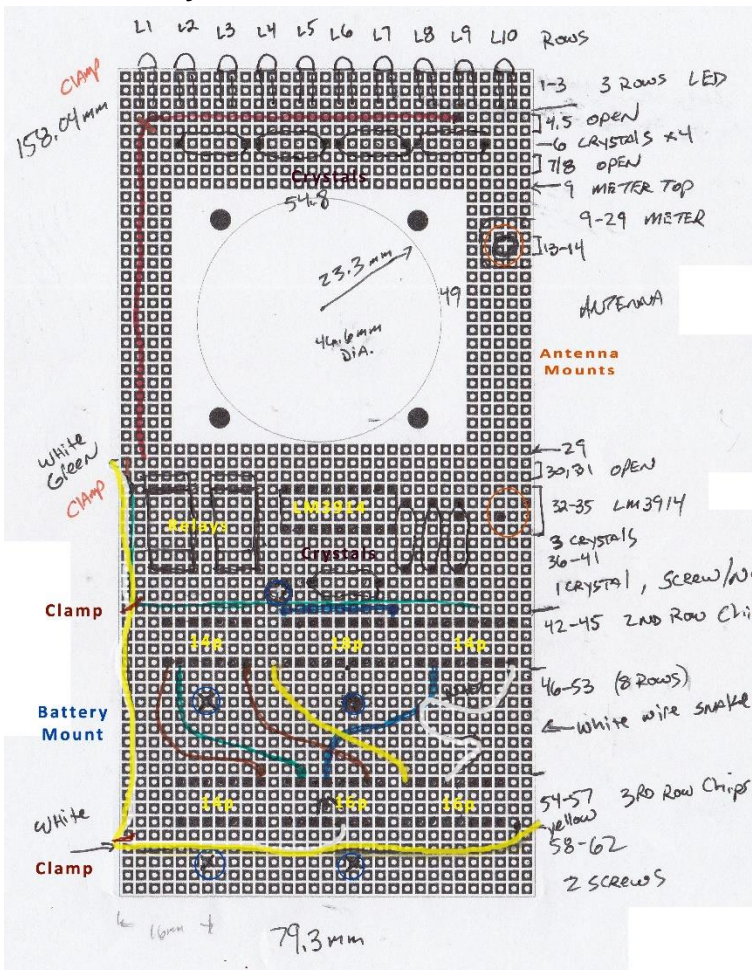 L1 L2 L3 L4 L5 L6 L7 L8 L9 L10 ROWS
Clamp
1-3 3 ROWS LED
158.04mm
4,5 OPEN
6 CRYSTALS x4
7/8 OPEN
Crystals
9 METER TOP
54.8
9-29 METER
13-14
23.3mm
49
ANTENNA
46.6mm
DIA.
Antenna
Mounts
29
White
Green
30,31 OPEN
Clamp
LM3914
32-35 LM3914
Relays
3 CRYSTALS
36-41
Crystals
1 CRYSTAL, SCREW/
Clamp
42-45 2ND ROW Chi
14p 18p 14p
46-53 (8 ROWS)
Battery
Mount
White wire snake
54-57 3RD ROW Chips
14p 16p 16p
White
yellow
58-62
Clamp
2 SCREWS
16mm
79.3mm